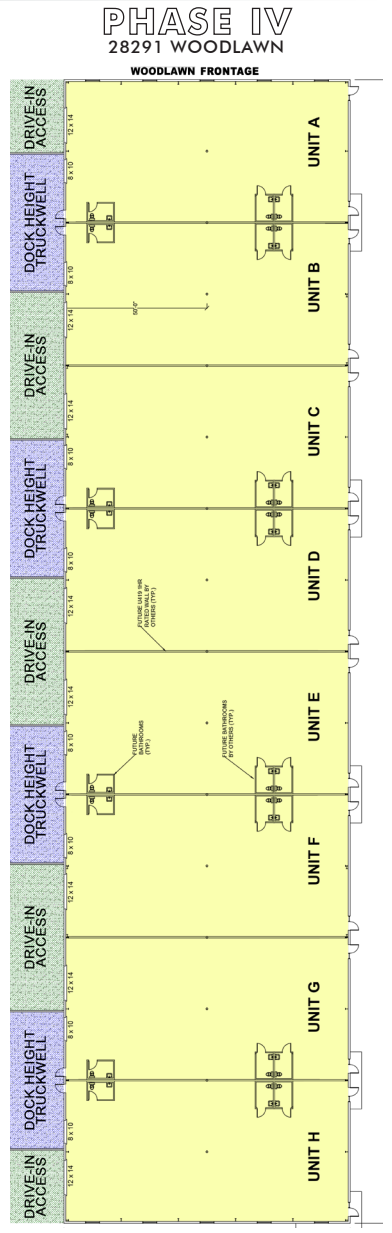 PHASE IV
28291 WOODLAWN
WOODLAWN FRONTAGE
DRIVE-IN
ACCESS
12 x 14
UNIT A
8 x 10
DOCK HEIGHT
TRUCKWELL
8 x 10
UNIT B
50'-0"
12 x 14
DRIVE-IN
ACCESS
12 x 14
UNIT C
8 x 10
DOCK HEIGHT
TRUCKWELL
8 x 10
UNIT D
12 x 14
FUTURE U419 1HR
RATED WALL BY
OTHERS (TYP.)
DRIVE-IN
ACCESS
12 x 14
UNIT E
8 x 10
FUTURE
BATHROOMS
(TYP.)
FUTURE BATHROOMS
BY OTHERS (TYP.)
DOCK HEIGHT
TRUCKWELL
8 x 10
UNIT F
12 x 14
DRIVE-IN
ACCESS
12 x 14
UNIT G
8 x 10
DOCK HEIGHT
TRUCKWELL
8 x 10
UNIT H
12 x 14
DRIVE-IN
ACCESS